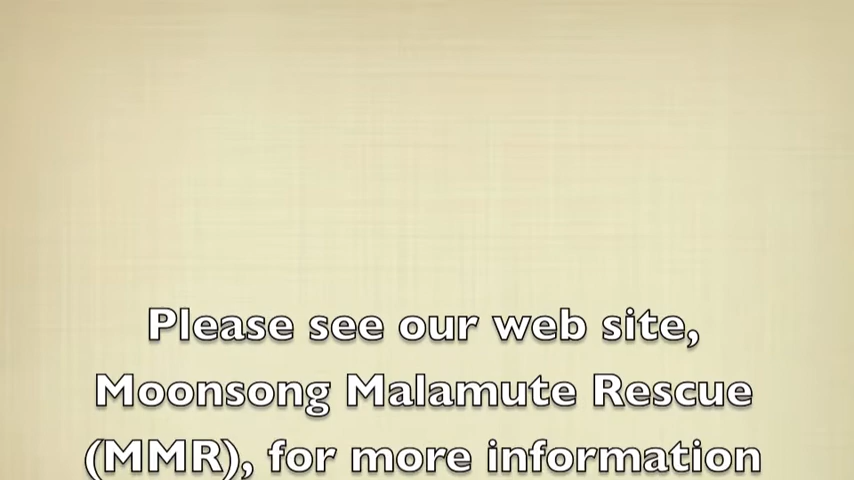 Please see our web site,
Moonsong Malamute Rescue
(MMR), for more information